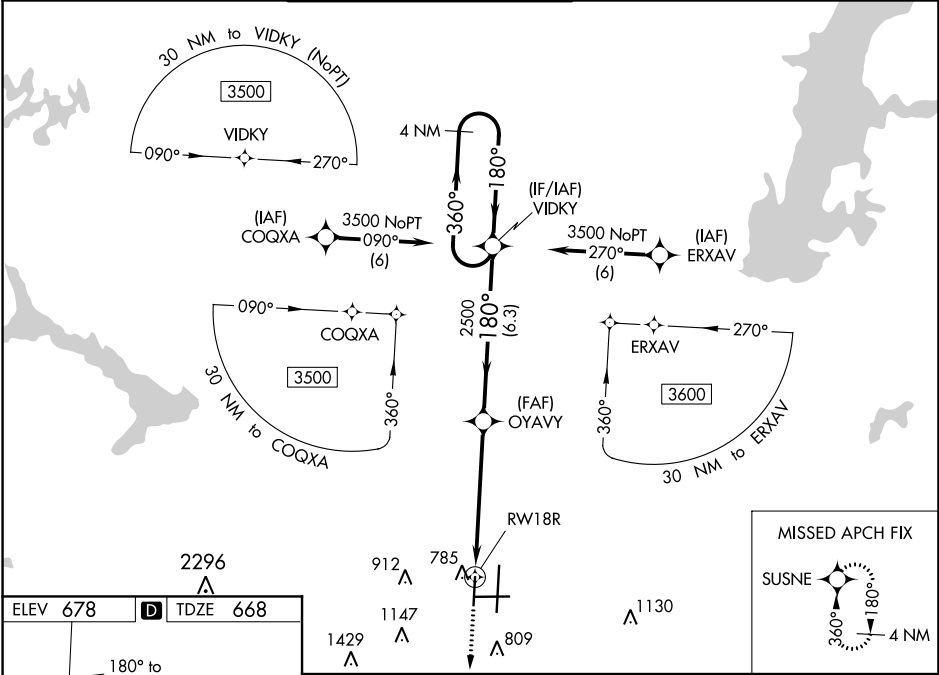 30 NM to VIDKY (NoPT)
3500
VIDKY
090°
270°
4 NM
360°
180°
(IF/IAF)
VIDKY
(IAF)
COQXA
3500 NoPT
090°
(6)
3500 NoPT
270°
(6)
(IAF)
ERXAV
2500
180°
(6.3)
090°
COQXA
3500
360°
30 NM to COQXA
270°
ERXAV
3600
360°
30 NM to ERXAV
(FAF)
OYAVY
RW18R
2296
912
785
1147
1429
809
1130
MISSED APCH FIX
SUSNE
360°
180°
4 NM
ELEV 678
D
TDZE 668
180° to